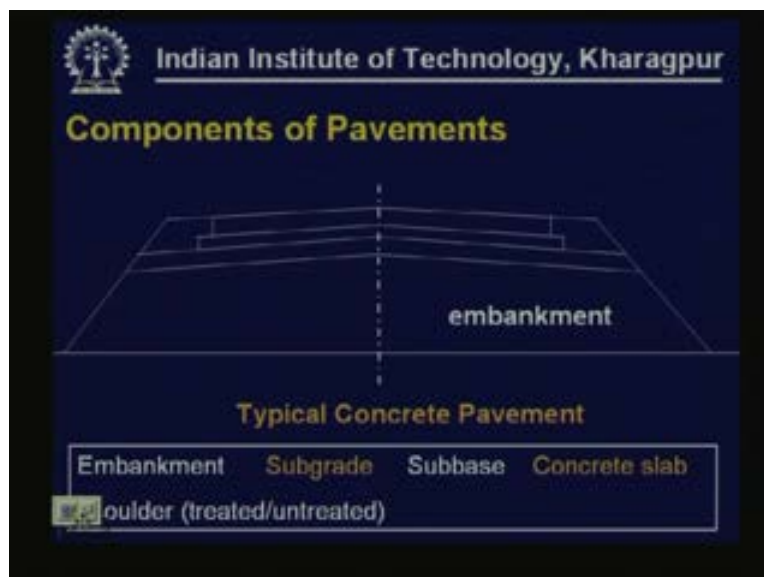 Indian Institute of Technology, Kharagpur
Components of Pavements
embankment
Typical Concrete Pavement
Embankment Subgrade Subbase Concrete slab
oulder (treated/untreated)